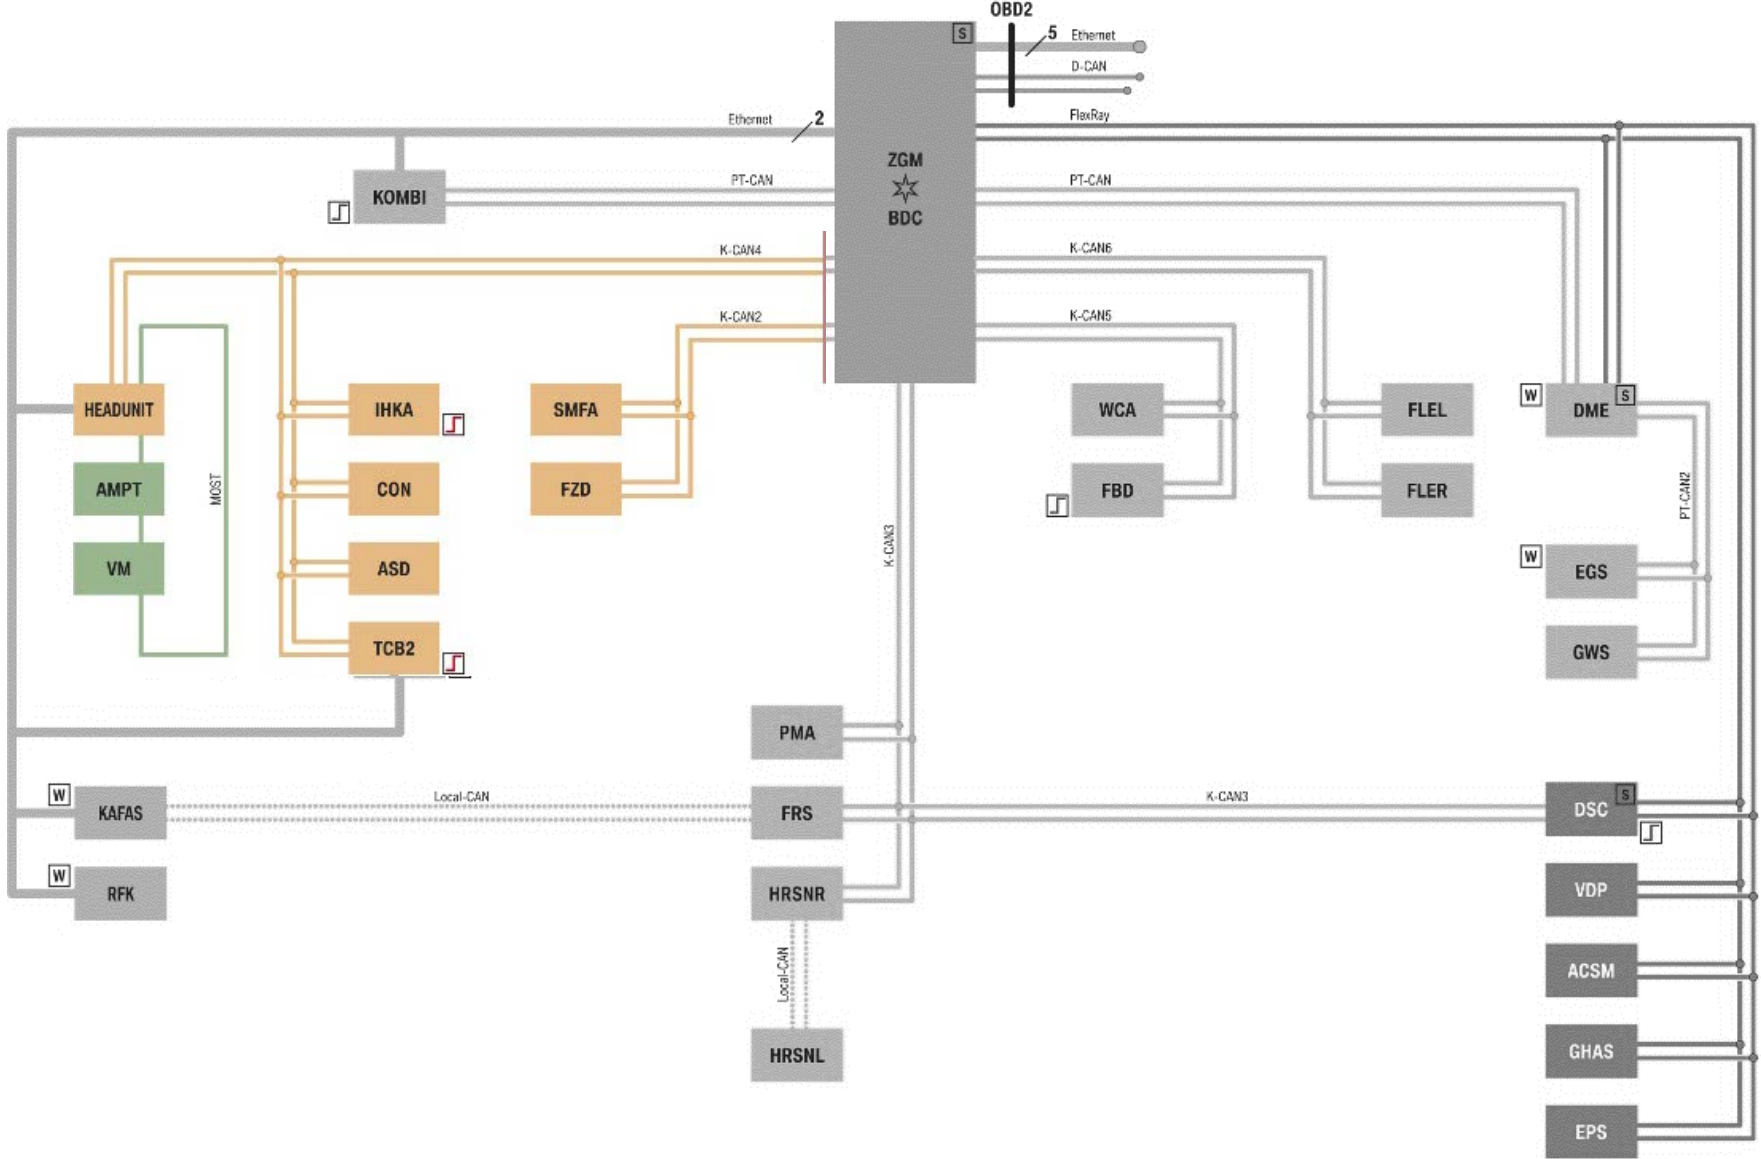 OBD2
S
5
Ethernet
D-CAN
Ethernet
2
FlexRay
ZGM
BDC
KOMBI
PT-CAN
PT-CAN
K-CAN4
K-CAN6
K-CAN2
K-CAN5
HEADUNIT
IHKA
SMFA
WCA
FLEL
W
DME
S
AMPT
MOST
CON
FZD
FBD
FLER
PT-CAN2
K-CAN3
VM
ASD
W
EGS
TCB2
GWS
PMA
W
KAFAS
Local-CAN
FRS
K-CAN3
DSC
S
W
RFK
HRSNR
VDP
Local-CAN
ACSM
HRSNL
GHAS
EPS